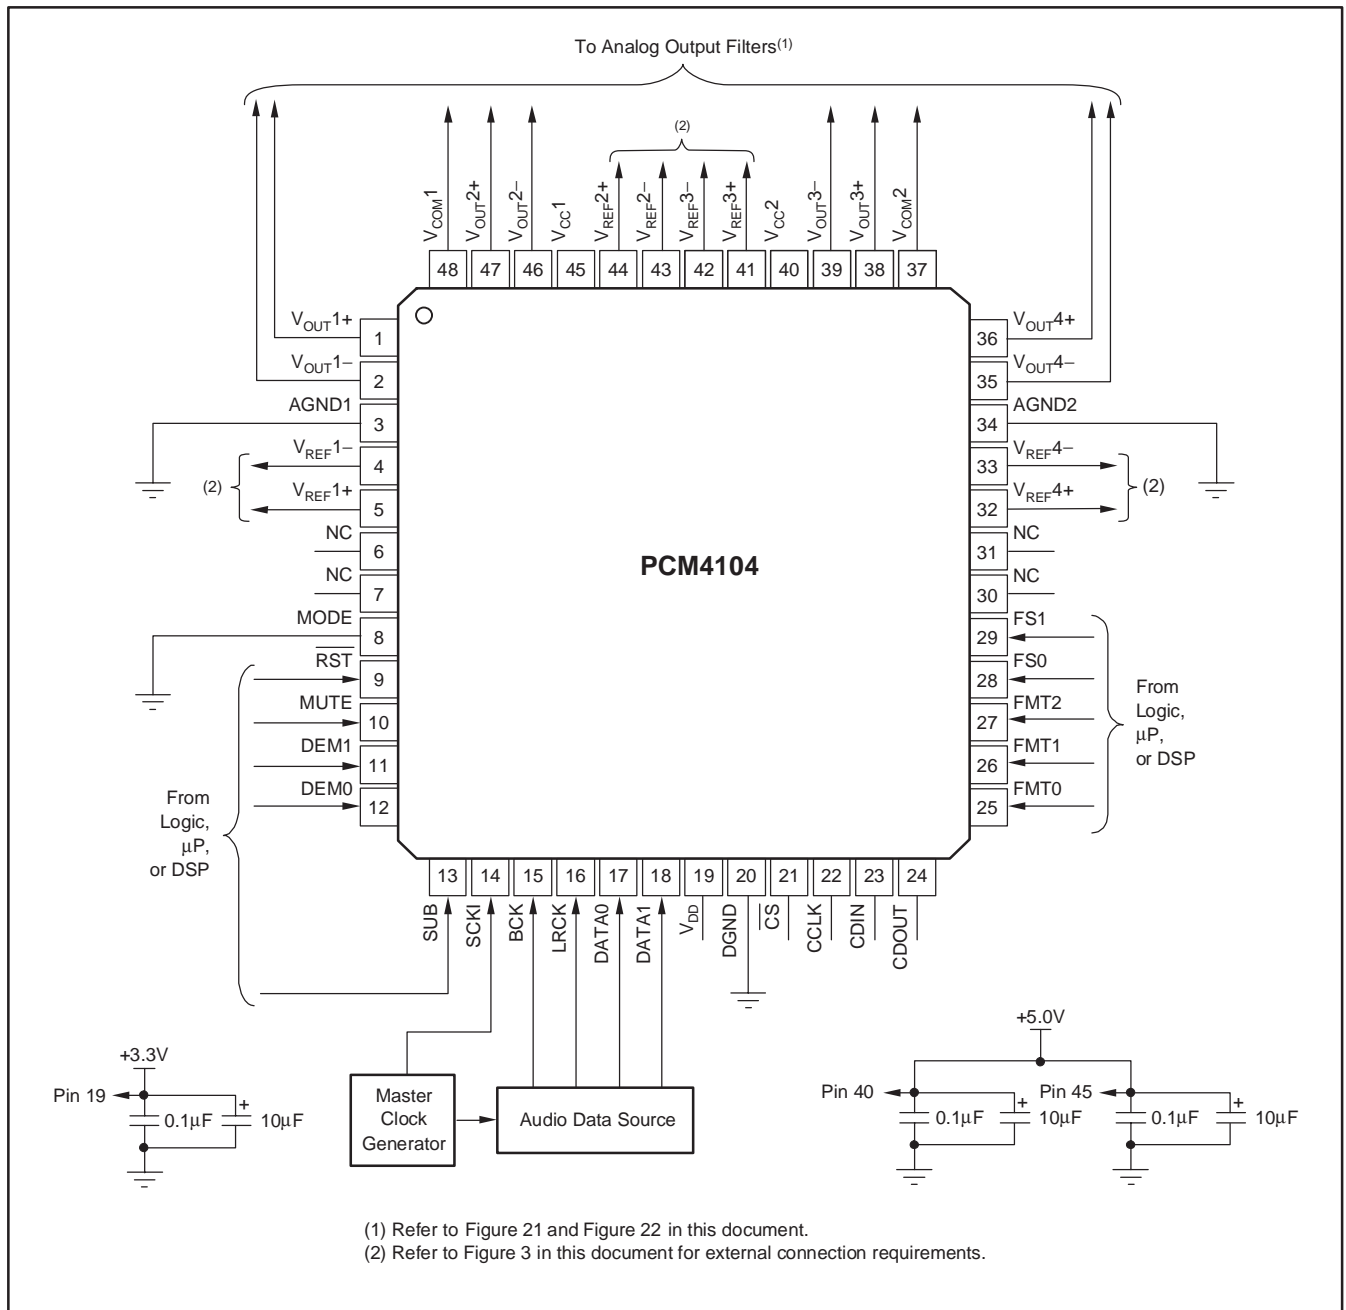 To Analog Output Filters(1)
(2)
VCOM1
VOUT2+
VOUT2−
VCC1
VREF2+
VREF2−
VREF3−
VREF3+
VCC2
VOUT3−
VOUT3+
VCOM2
48 47 46 45 44 43 42 41 40 39 38 37
VOUT1+ 1
VOUT1− 2
AGND1 3
VREF1− 4
(2)
VREF1+ 5
NC 6
NC 7
MODE 8
RST 9
MUTE 10
DEM1 11
DEM0 12
From
Logic,
μP,
or DSP
PCM4104
36 VOUT4+
35 VOUT4−
34 AGND2
33 VREF4−
(2)
32 VREF4+
31 NC
30 NC
29 FS1
28 FS0
27 FMT2
26 FMT1
25 FMT0
From
Logic,
μP,
or DSP
13 14 15 16 17 18 19 20 21 22 23 24
SUB
SCKI
BCK
LRCK
DATA0
DATA1
VDD
DGND
CS
CCLK
CDIN
CDOUT
+3.3V
Pin 19
0.1μF
+
10μF
Master
Clock
Generator
Audio Data Source
+5.0V
Pin 40
0.1μF
+
10μF
Pin 45
0.1μF
+
10μF
(1) Refer to Figure 21 and Figure 22 in this document.
(2) Refer to Figure 3 in this document for external connection requirements.